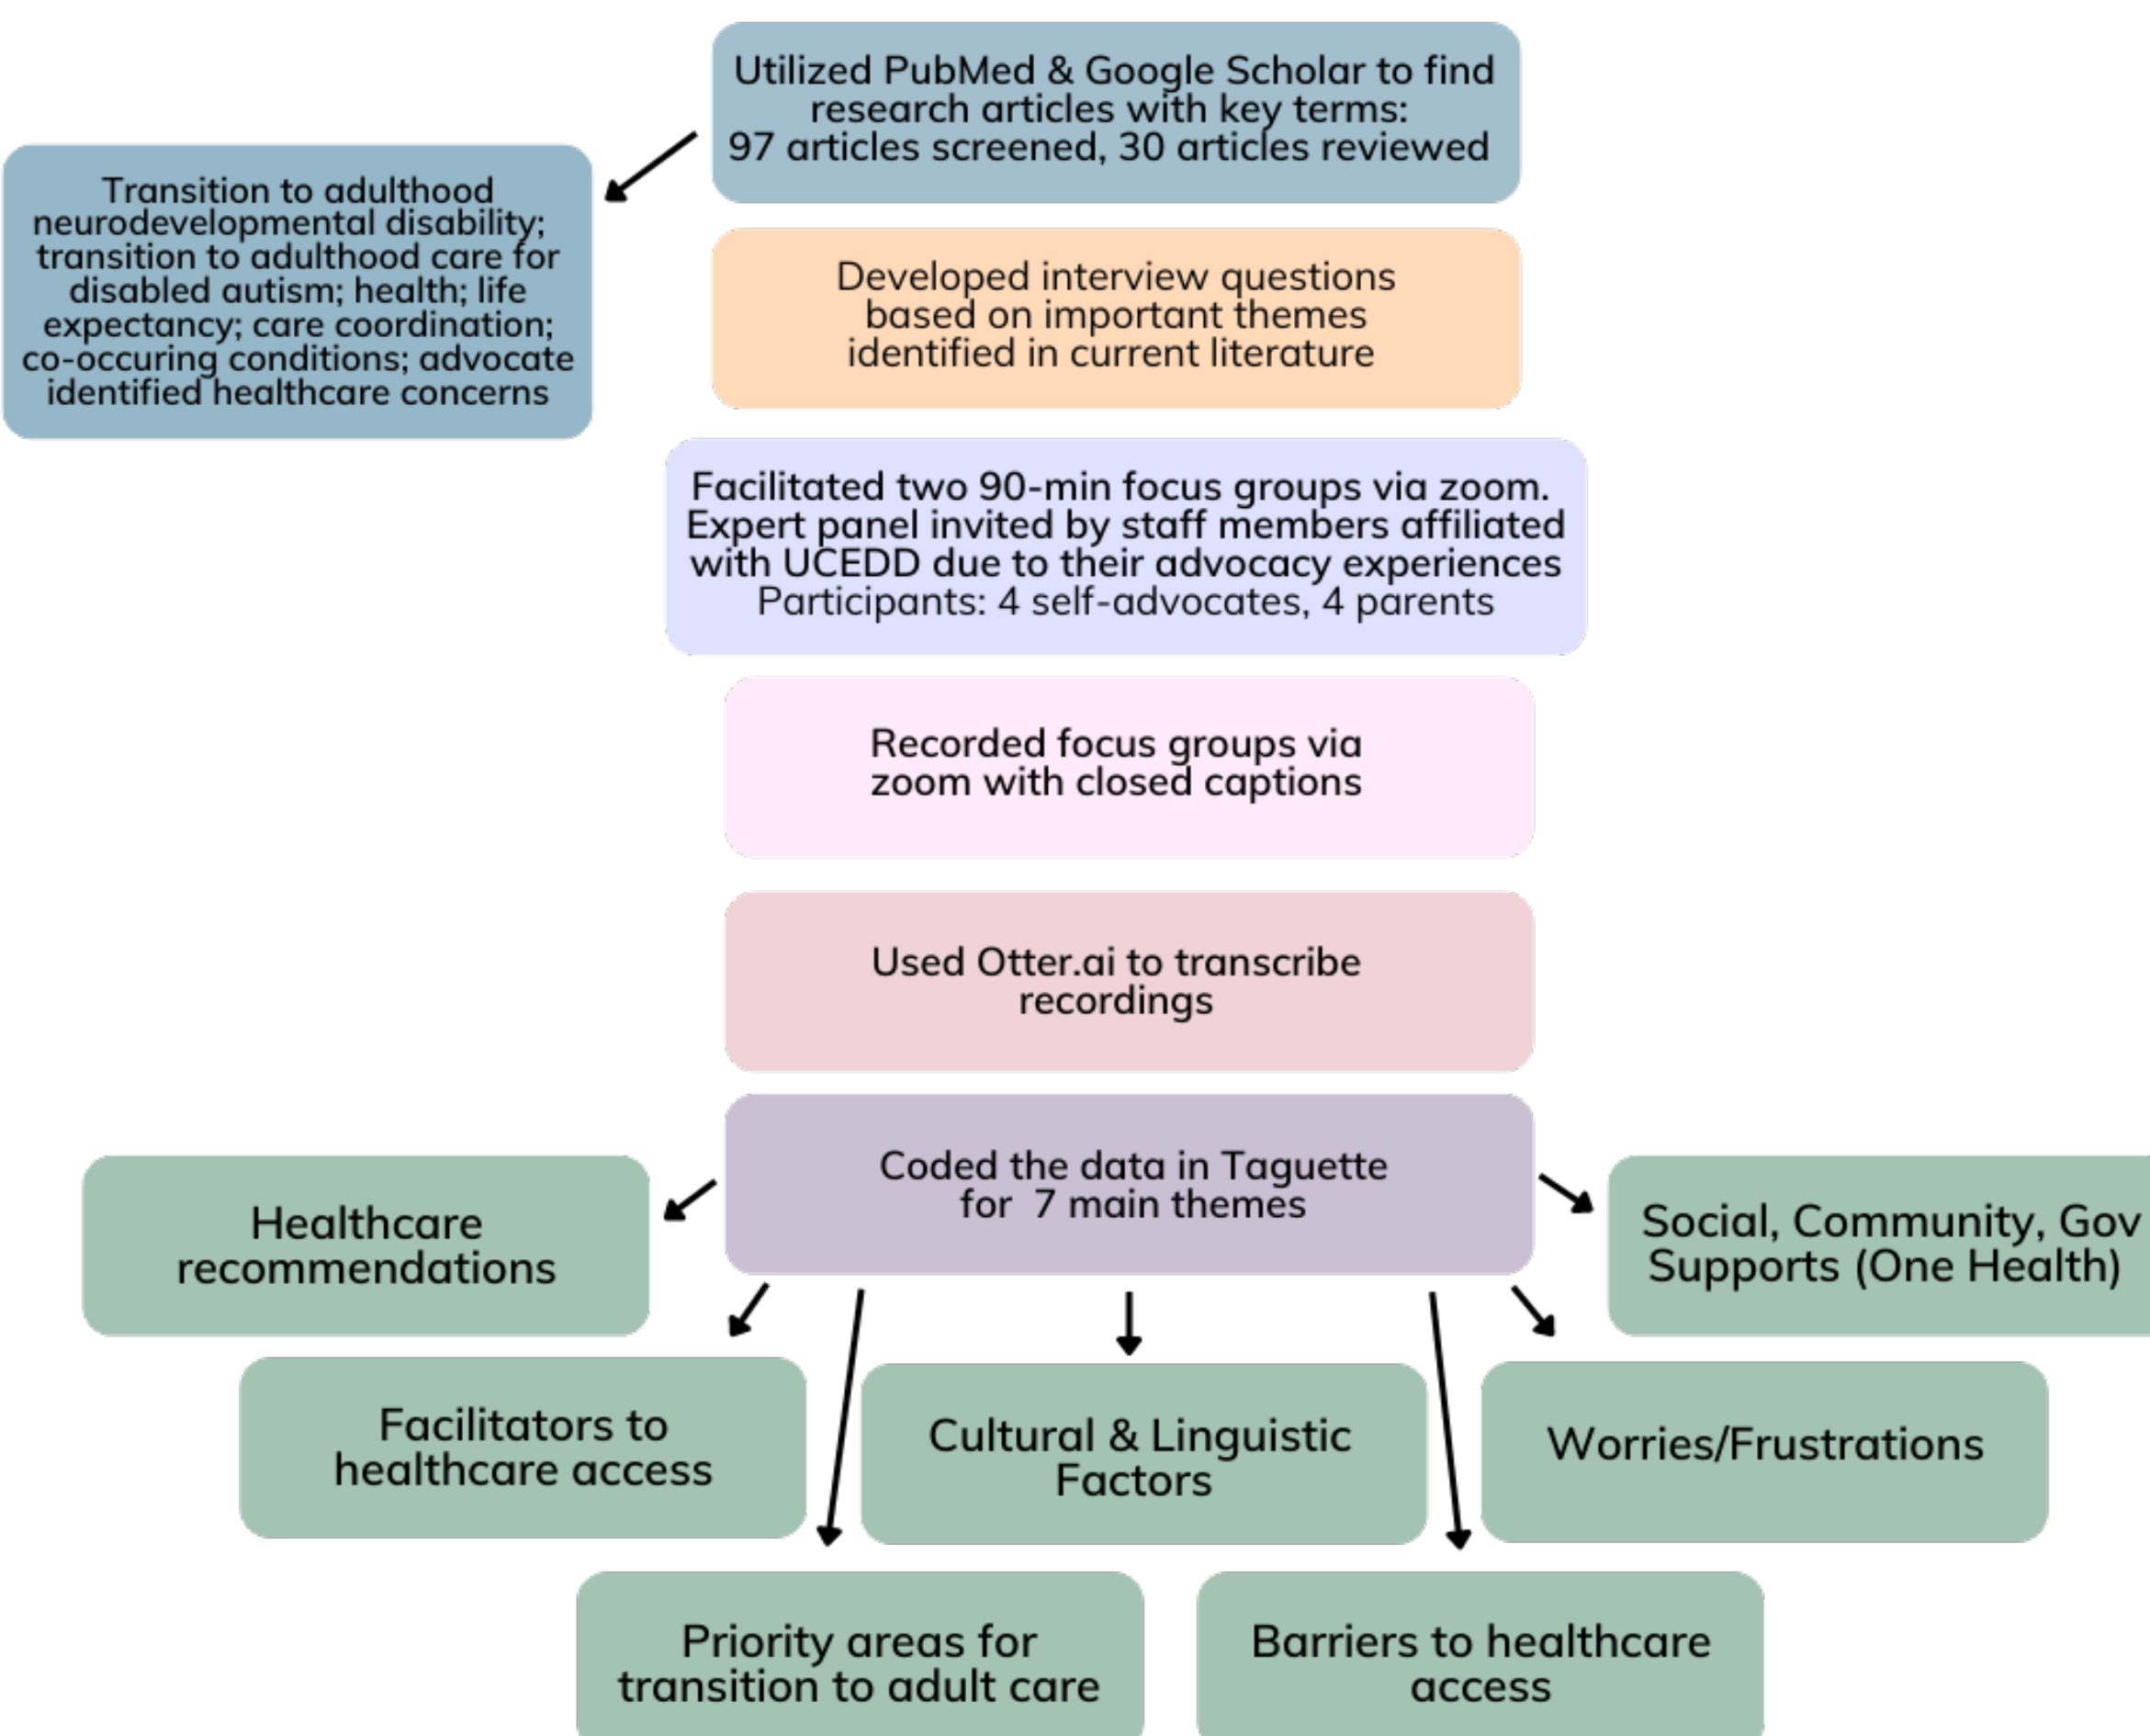 Utilized PubMed & Google Scholar to find
research articles with key terms:
97 articles screened, 30 articles reviewed
Transition to adulthood
neurodevelopmental disability;
transition to adulthood care for
disabled autism; health; life
expectancy; care coordination;
co-occuring conditions; advocate
identified healthcare concerns
Developed interview questions
based on important themes
identified in current literature
Facilitated two 90-min focus groups via zoom.
Expert panel invited by staff members affiliated
with UCEDD due to their advocacy experiences
Participants: 4 self-advocates, 4 parents
Recorded focus groups via
zoom with closed captions
Used Otter.ai to transcribe
recordings
Coded the data in Taguette
for 7 main themes
Healthcare
recommendations
Social, Community, Gov
Supports (One Health)
Facilitators to
healthcare access
Cultural & Linguistic
Factors
Worries/Frustrations
Priority areas for
transition to adult care
Barriers to healthcare
access